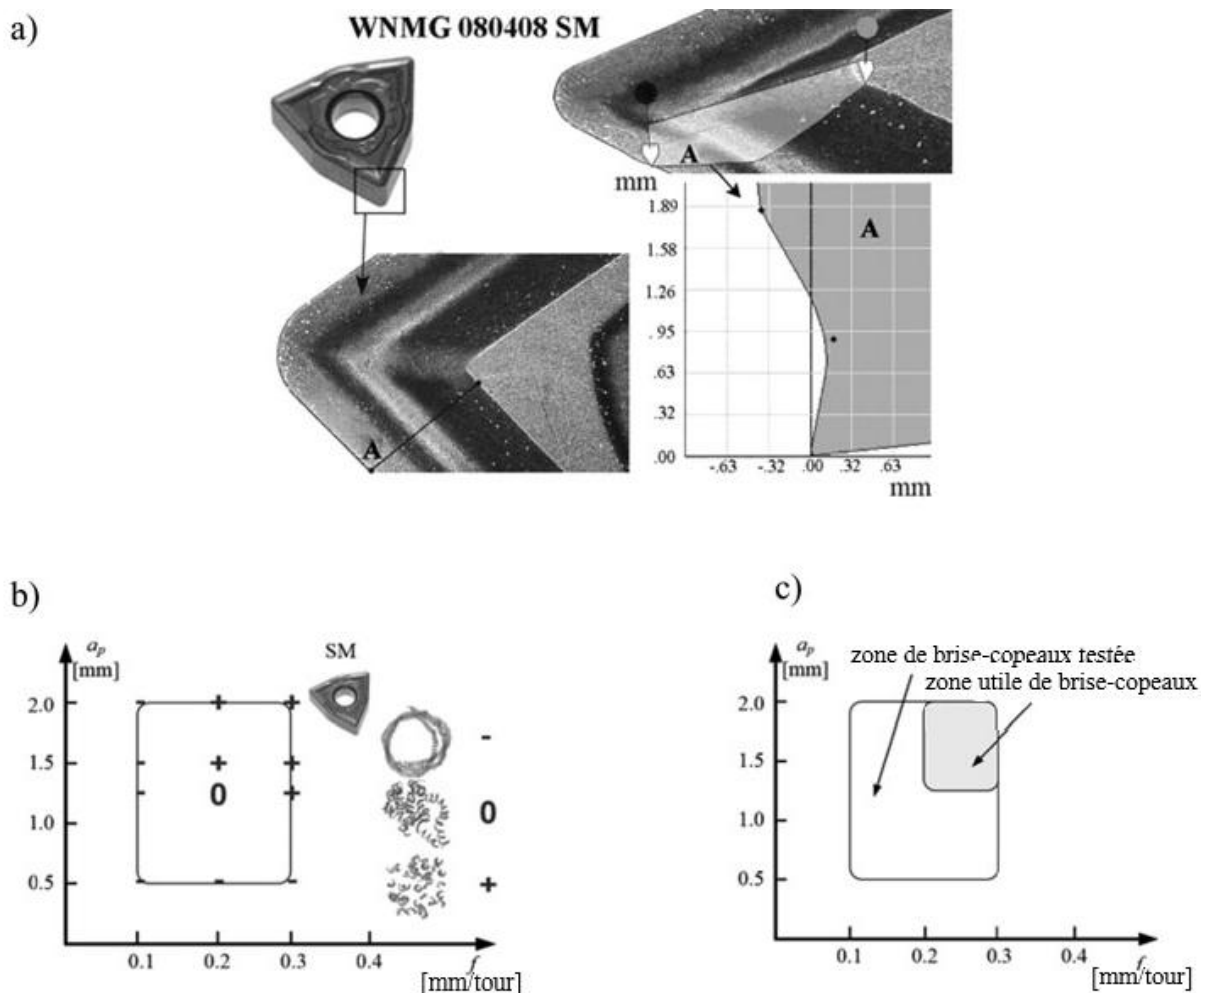 a)
WNMG 080408 SM
A
mm
1.89
1.58
1.26
.95
.63
.32
.00
A
-.63 -.32 .00 .32 .63
mm
A
b)
a_p
[mm]
SM
2.0
1.5
1.0
0.5
- + +
- + +
- 0 +
- - -
-
0
+
0.1 0.2 0.3 0.4
f
[mm/tour]
c)
a_p
[mm]
zone de brise-copeaux testée
zone utile de brise-copeaux
2.0
1.5
1.0
0.5
0.1 0.2 0.3 0.4
f
[mm/tour]